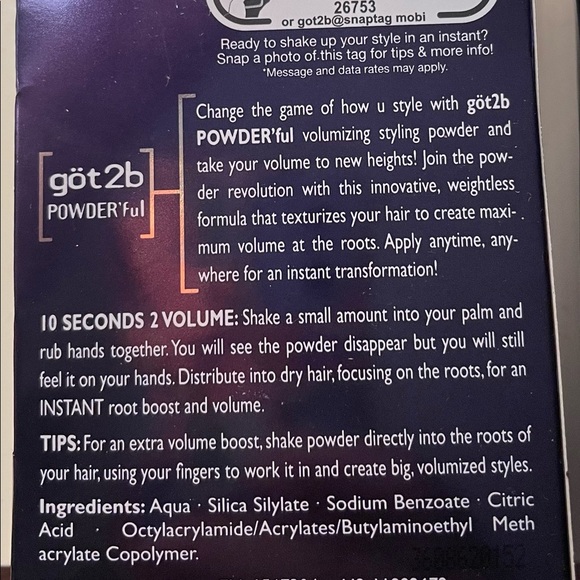 26753
or got2b@snaptag mobi
Ready to shake up your style in an instant?
Snap a photo of this tag for tips & more info!
*Message and data rates may apply.
göt2b
POWDER'ful
Change the game of how u style with göt2b
POWDER'ful volumizing styling powder and
take your volume to new heights! Join the pow-
der revolution with this innovative, weightless
formula that texturizes your hair to create maxi-
mum volume at the roots. Apply anytime, any-
where for an instant transformation!
10 SECONDS 2 VOLUME: Shake a small amount into your palm and
rub hands together. You will see the powder disappear but you will still
feel it on your hands. Distribute into dry hair, focusing on the roots, for an
INSTANT root boost and volume.
TIPS: For an extra volume boost, shake powder directly into the roots of
your hair, using your fingers to work it in and create big, volumized styles.
Ingredients: Aqua · Silica Silylate · Sodium Benzoate · Citric
Acid · Octylacrylamide/Acrylates/Butylaminoethyl Meth
acrylate Copolymer.